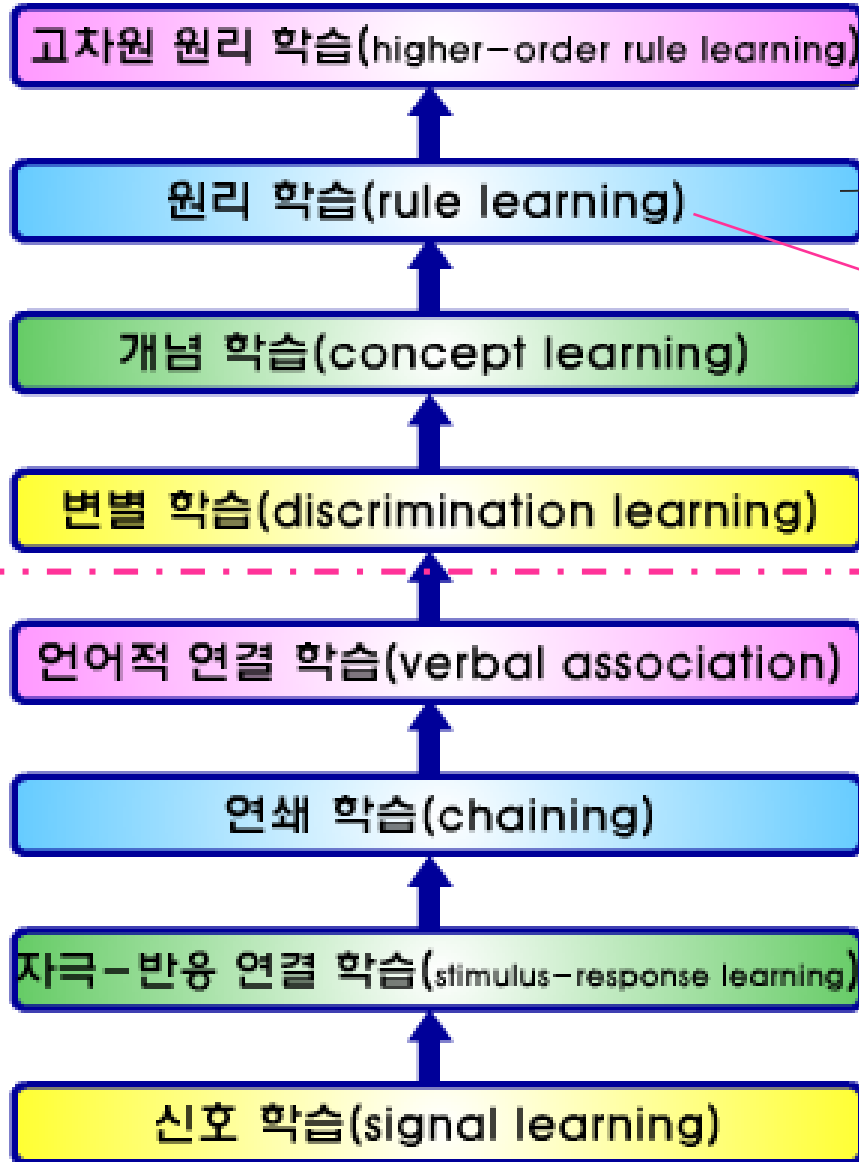 고차원 원리 학습(higher-order rule learning)
원리 학습(rule learning)
개념 학습(concept learning)
변별 학습(discrimination learning)
언어적 연결 학습(verbal association)
연쇄 학습(chaining)
자극-반응 연결 학습(stimulus-response learning)
신호 학습(signal learning)